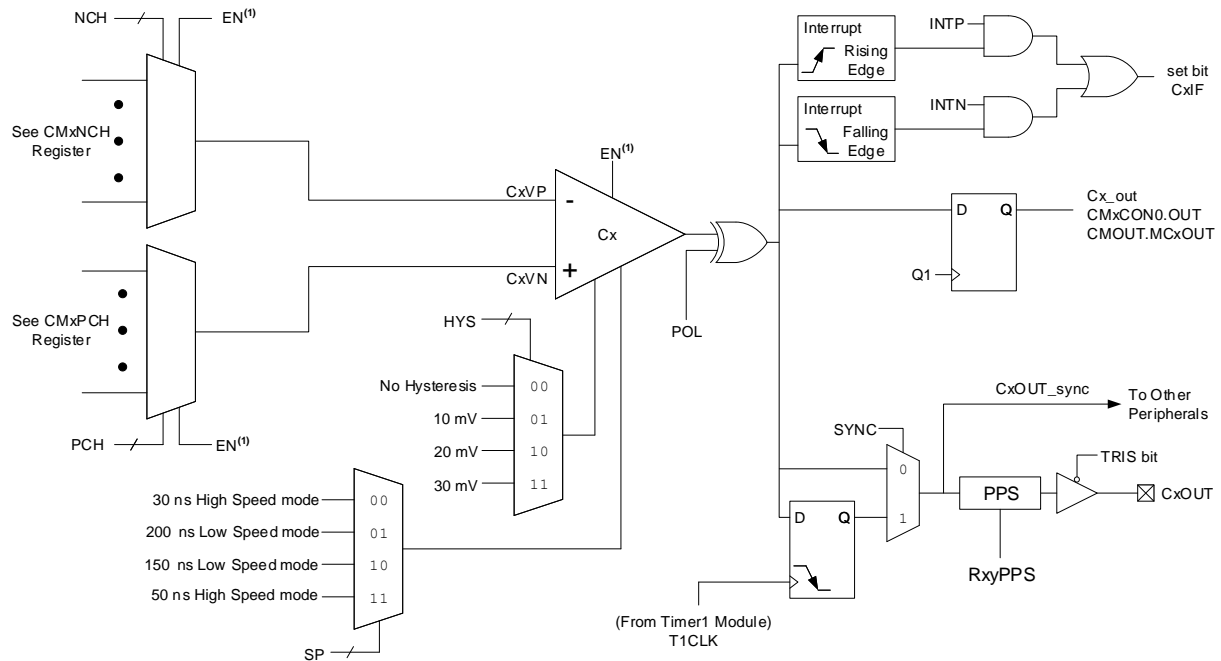 NCH
EN(1)
See CMxNCH
Register
CxVP
-
EN(1)
Cx
+
CxVN
See CMxPCH
Register
PCH
EN(1)
HYS
No Hysteresis 00
10 mV 01
20 mV 10
30 mV 11
30 ns High Speed mode 00
200 ns Low Speed mode 01
150 ns Low Speed mode 10
50 ns High Speed mode 11
SP
POL
Interrupt
Rising
Edge
INTP
Interrupt
Falling
Edge
INTN
set bit
CxIF
D Q
Q1
Cx_out
CMxCON0.OUT
CMOUT.MCxOUT
CxOUT_sync
To Other
Peripherals
SYNC
0
1
D Q
(From Timer1 Module)
T1CLK
PPS
RxyPPS
TRIS bit
CxOUT